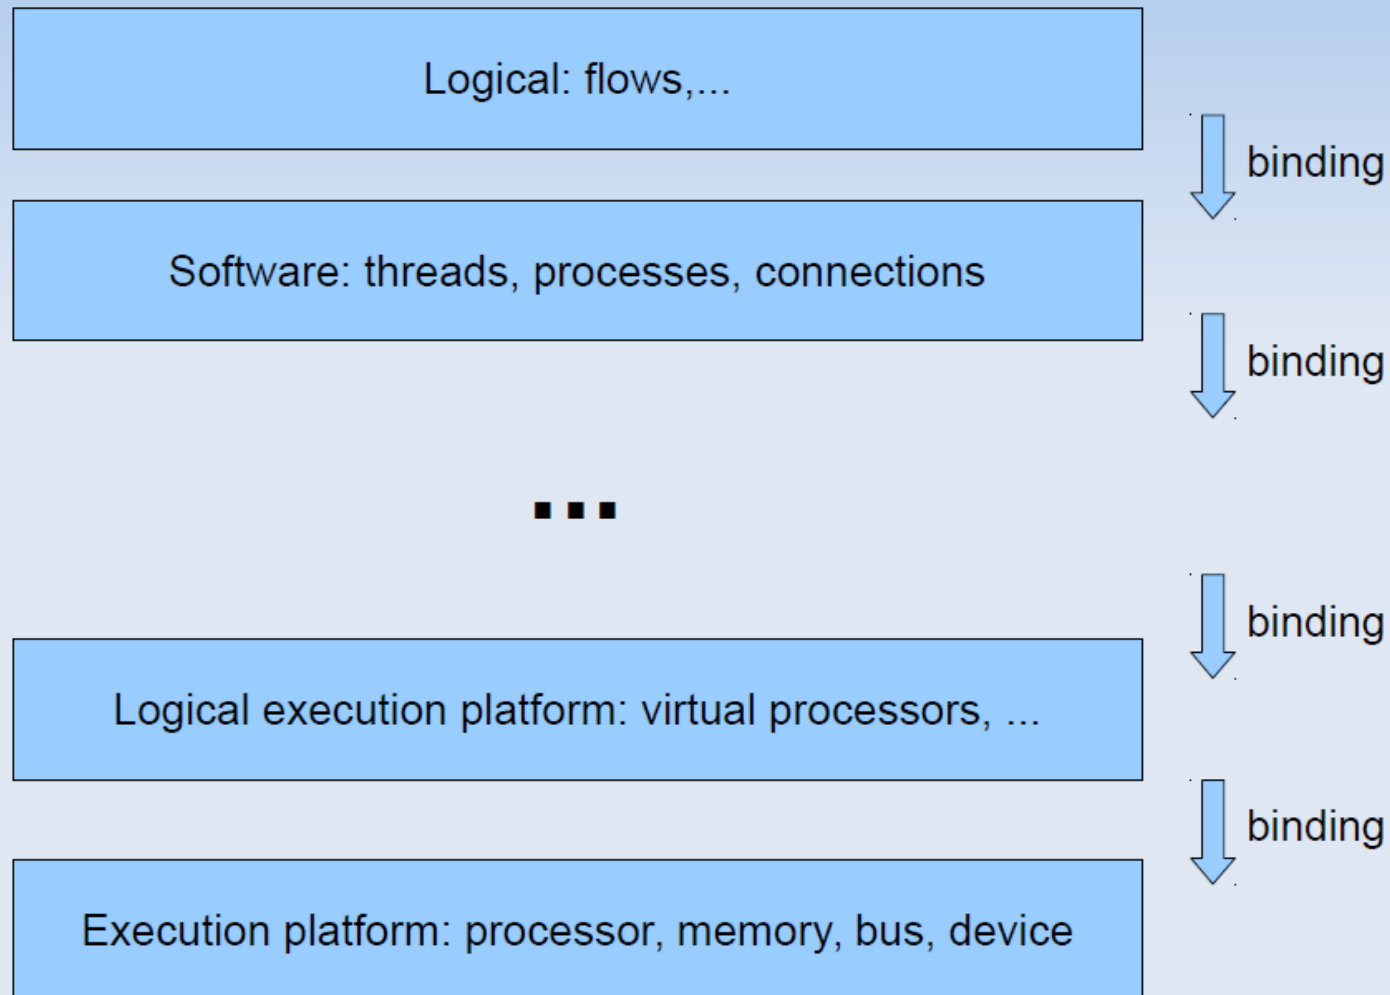 Logical: flows,...
binding
Software: threads, processes, connections
binding
...
binding
Logical execution platform: virtual processors, ...
binding
Execution platform: processor, memory, bus, device